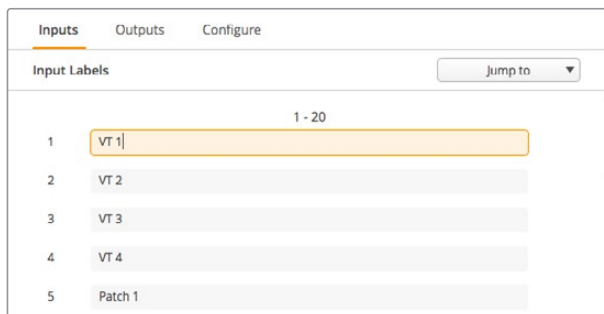 Inputs Outputs Configure
Input Labels Jump to
1 - 20
1 VT 1
2 VT 2
3 VT 3
4 VT 4
5 Patch 1